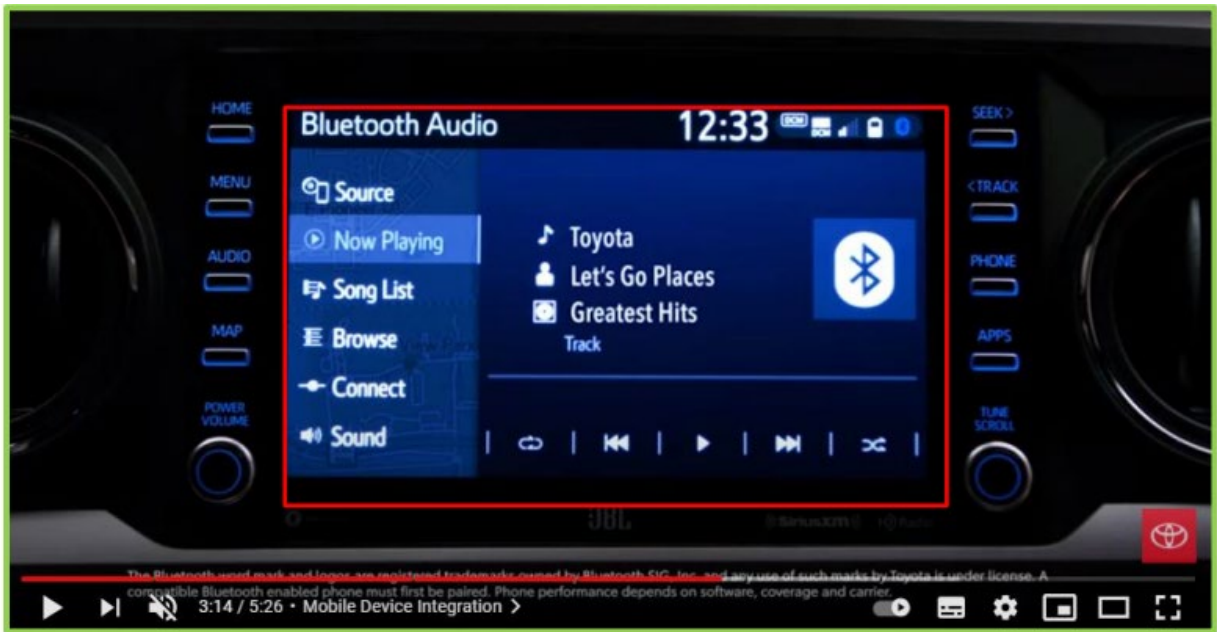 HOME
MENU
AUDIO
MAP
POWER
VOLUME
Bluetooth Audio
12:33
DCM
DCM
Source
Now Playing
Song List
Browse
Connect
Sound
Toyota
Let's Go Places
Greatest Hits
Track
SEEK >
< TRACK
PHONE
APPS
TUNE
SCROLL
JBL
SiriusXM
HD Radio
The Bluetooth word mark and logos are registered trademarks owned by Bluetooth SIG, Inc. and any use of such marks by Toyota is under license. A
compatible Bluetooth enabled phone must first be paired. Phone performance depends on software, coverage and carrier.
3:14 / 5:26 • Mobile Device Integration >